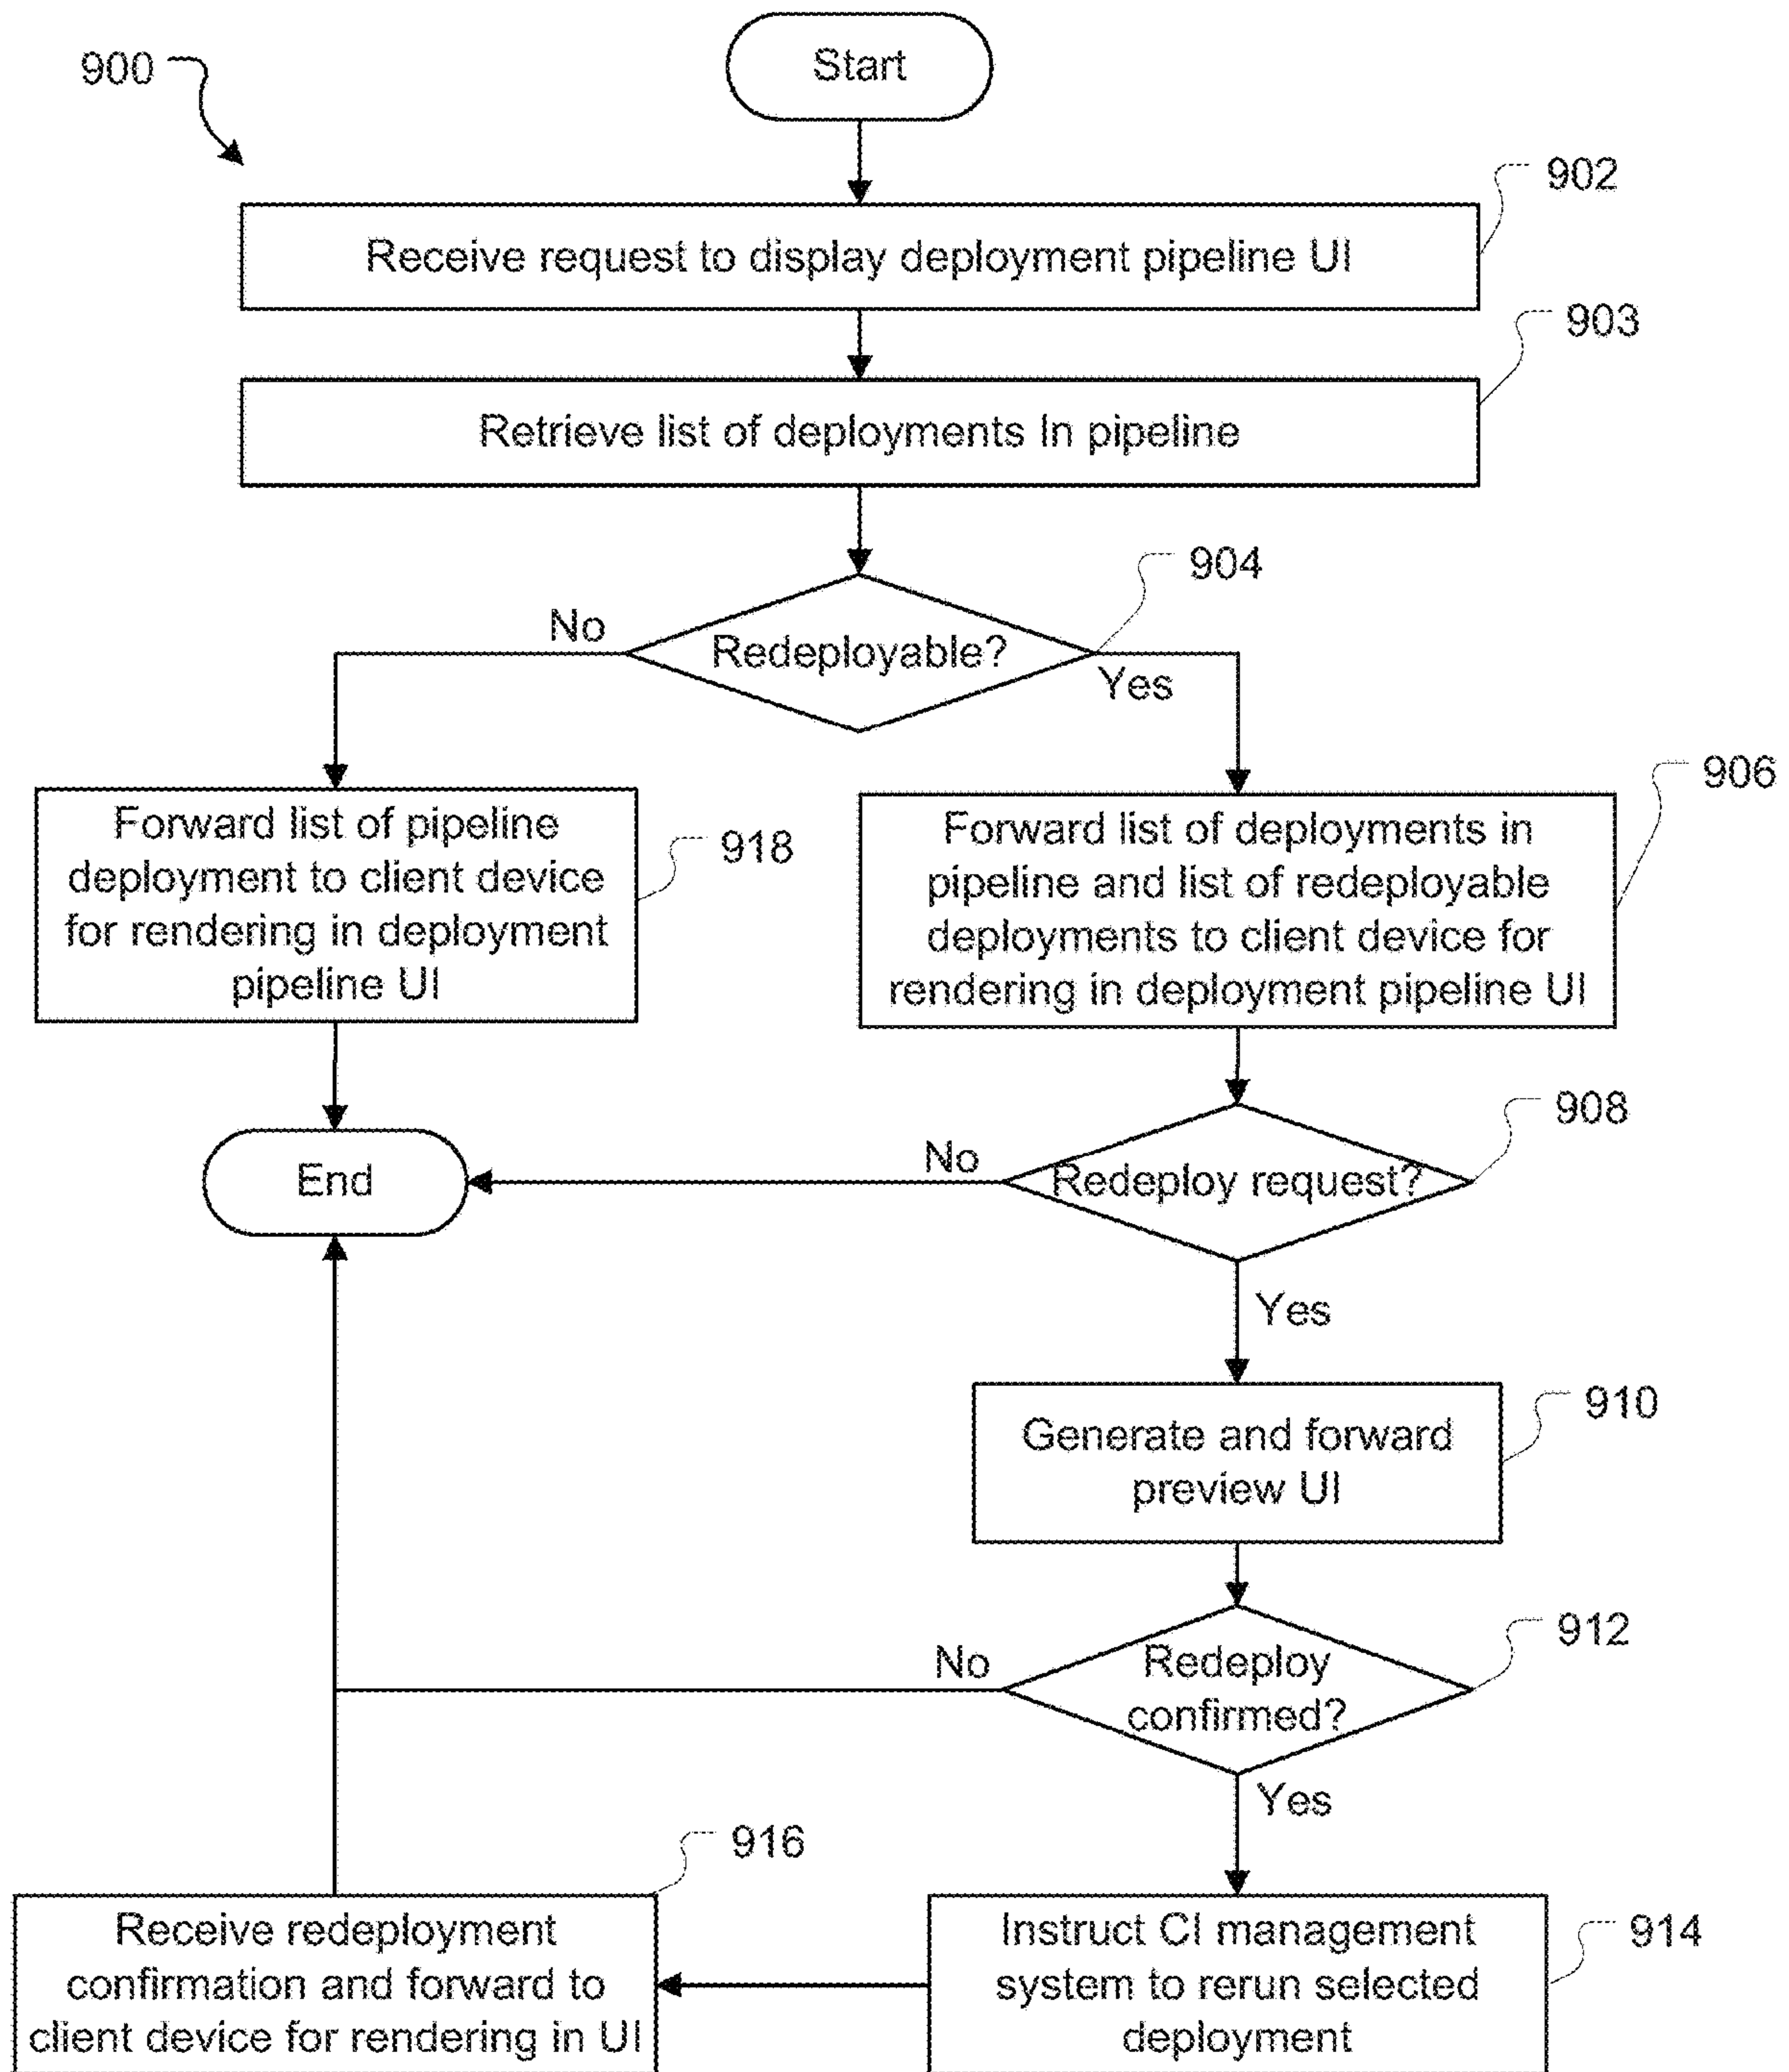 Start
900
902
Receive request to display deployment pipeline UI
903
Retrieve list of deployments In pipeline
904
No
Redeployable?
Yes
906
Forward list of pipeline
deployment to client device
for rendering in deployment
pipeline UI
918
Forward list of deployments in
pipeline and list of redeployable
deployments to client device for
rendering in deployment pipeline UI
908
End
No
Redeploy request?
Yes
910
Generate and forward
preview UI
912
No
Redeploy
confirmed?
Yes
916
Receive redeployment
confirmation and forward to
client device for rendering in UI
Instruct CI management
system to rerun selected
deployment
914